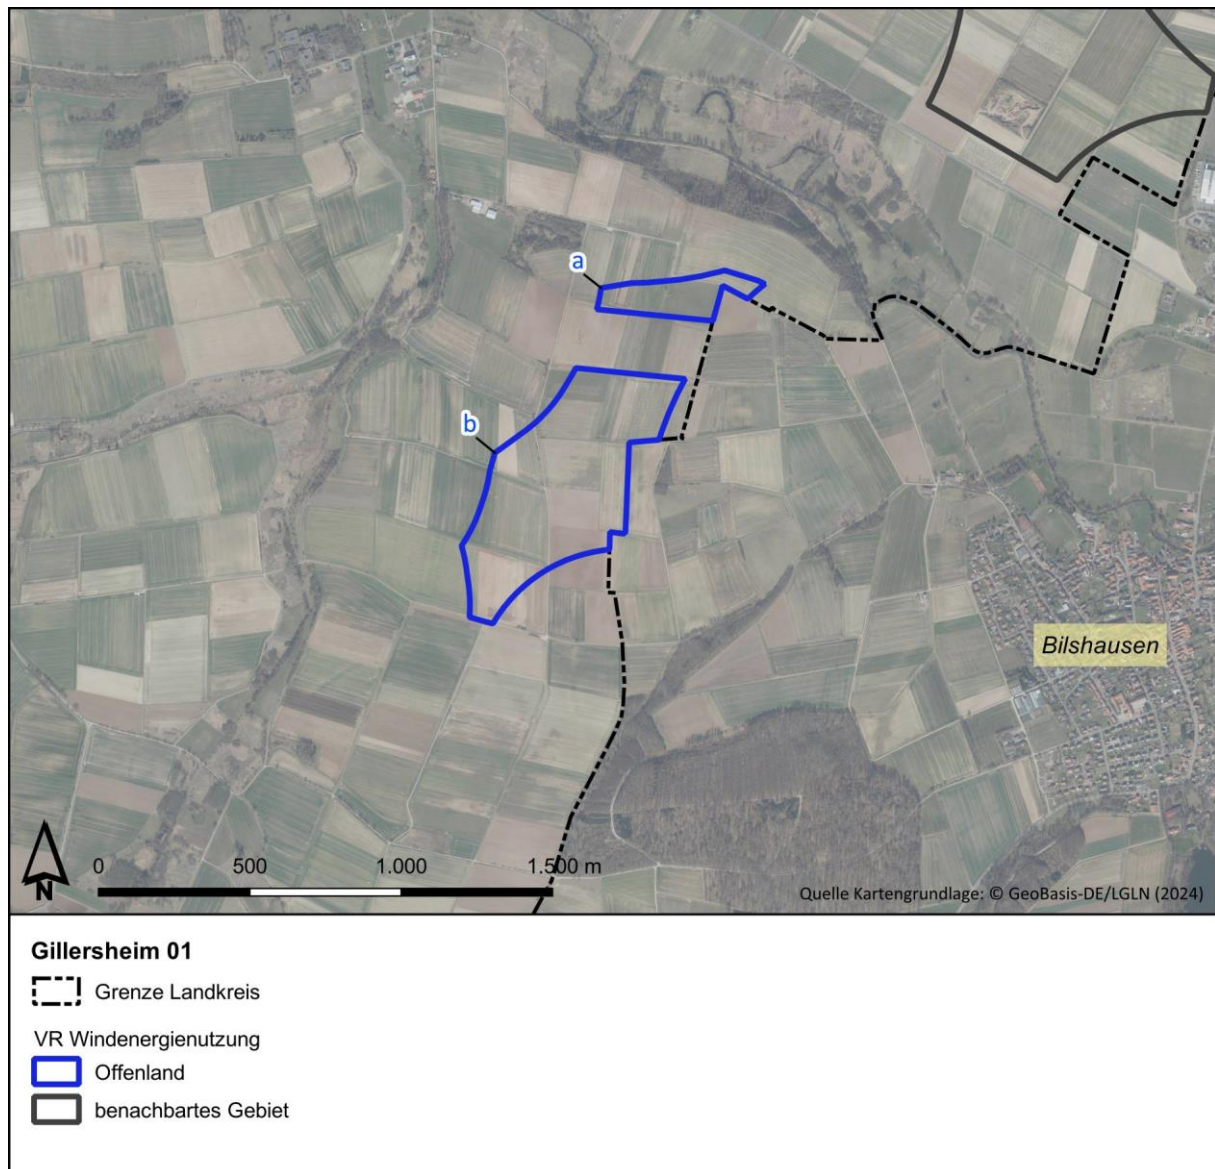 a
b
Bilshausen
0 500 1.000 1.500 m
N
Quelle Kartengrundlage: © GeoBasis-DE/LGLN (2024)
Gillersheim 01
Grenze Landkreis
VR Windenergienutzung
Offenland
benachbartes Gebiet